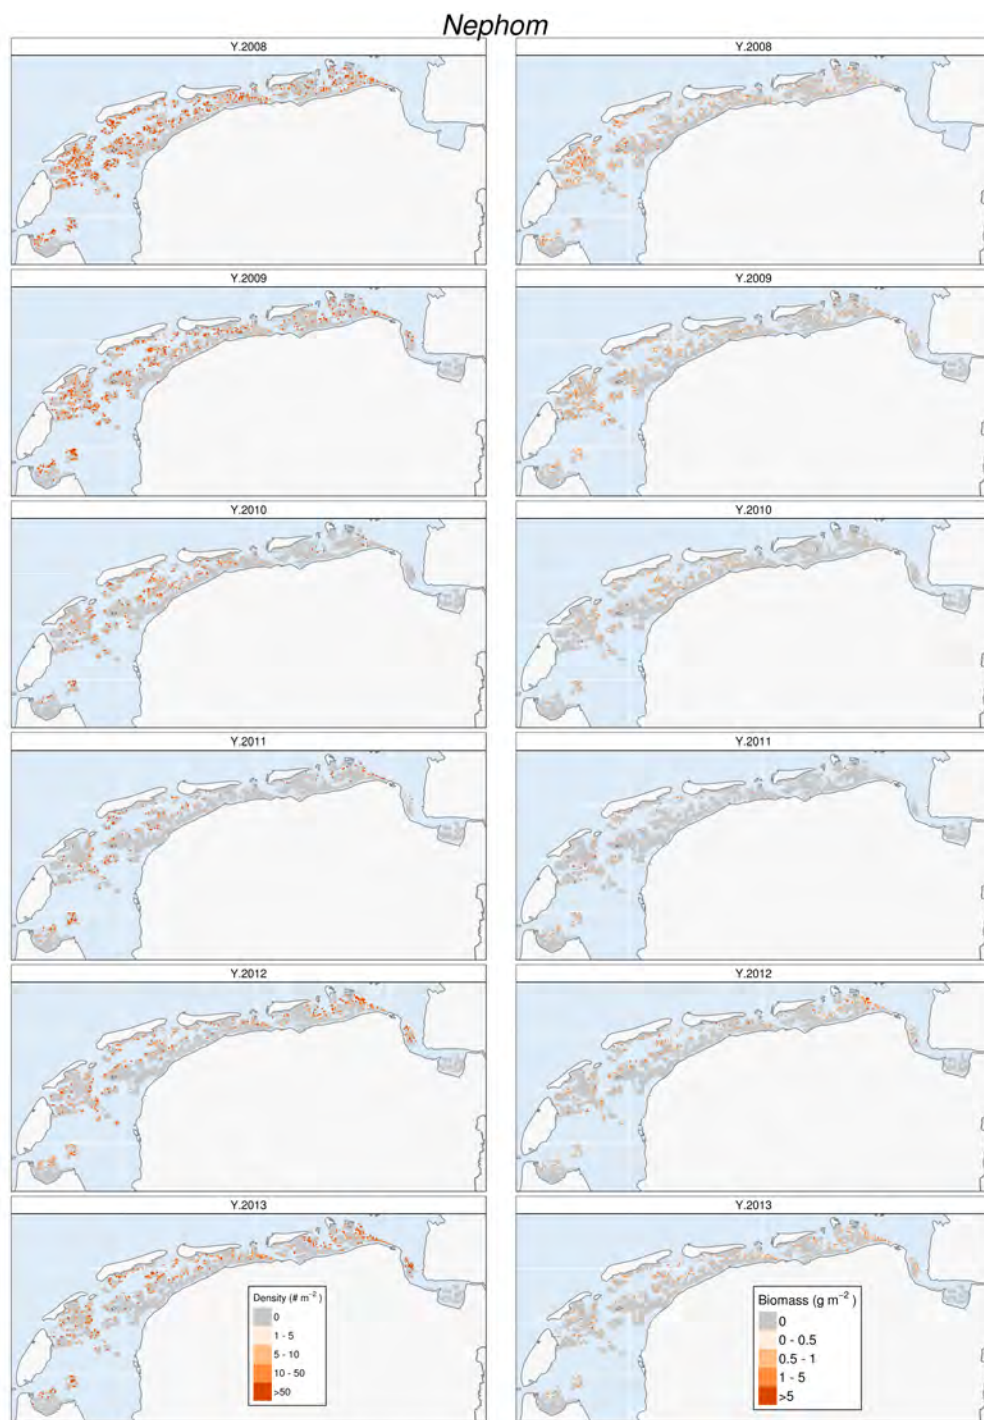 Nephom
Y.2008
Y.2008
Y.2009
Y.2009
Y.2010
Y.2010
Y.2011
Y.2011
Y.2012
Y.2012
Y.2013
Y.2013
Density (# m⁻²)
0
1 - 5
5 - 10
10 - 50
>50
Biomass (g m⁻²)
0
0 - 0.5
0.5 - 1
1 - 5
>5